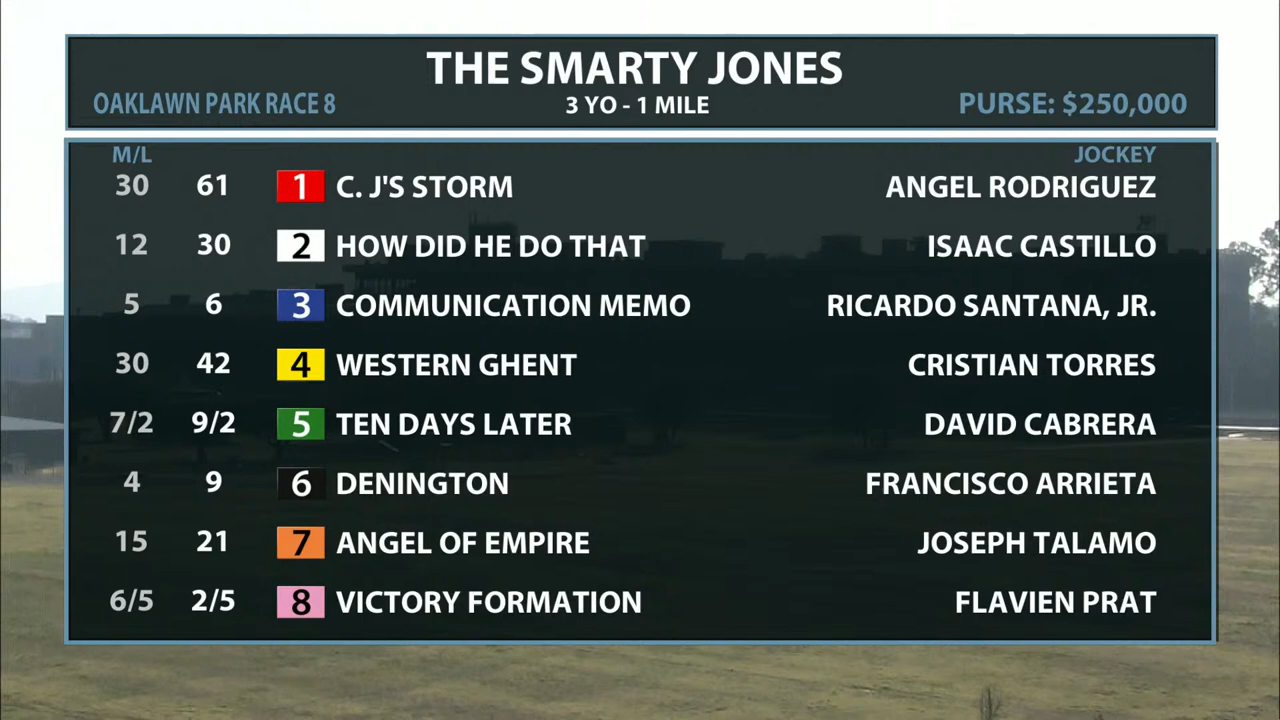 THE SMARTY JONES
OAKLAWN PARK RACE 8 3 YO - 1 MILE PURSE: $250,000
M/L JOCKEY
30 61 1 C. J'S STORM ANGEL RODRIGUEZ
12 30 2 HOW DID HE DO THAT ISAAC CASTILLO
5 6 3 COMMUNICATION MEMO RICARDO SANTANA, JR.
30 42 4 WESTERN GHENT CRISTIAN TORRES
7/2 9/2 5 TEN DAYS LATER DAVID CABRERA
4 9 6 DENINGTON FRANCISCO ARRIETA
15 21 7 ANGEL OF EMPIRE JOSEPH TALAMO
6/5 2/5 8 VICTORY FORMATION FLAVIEN PRAT